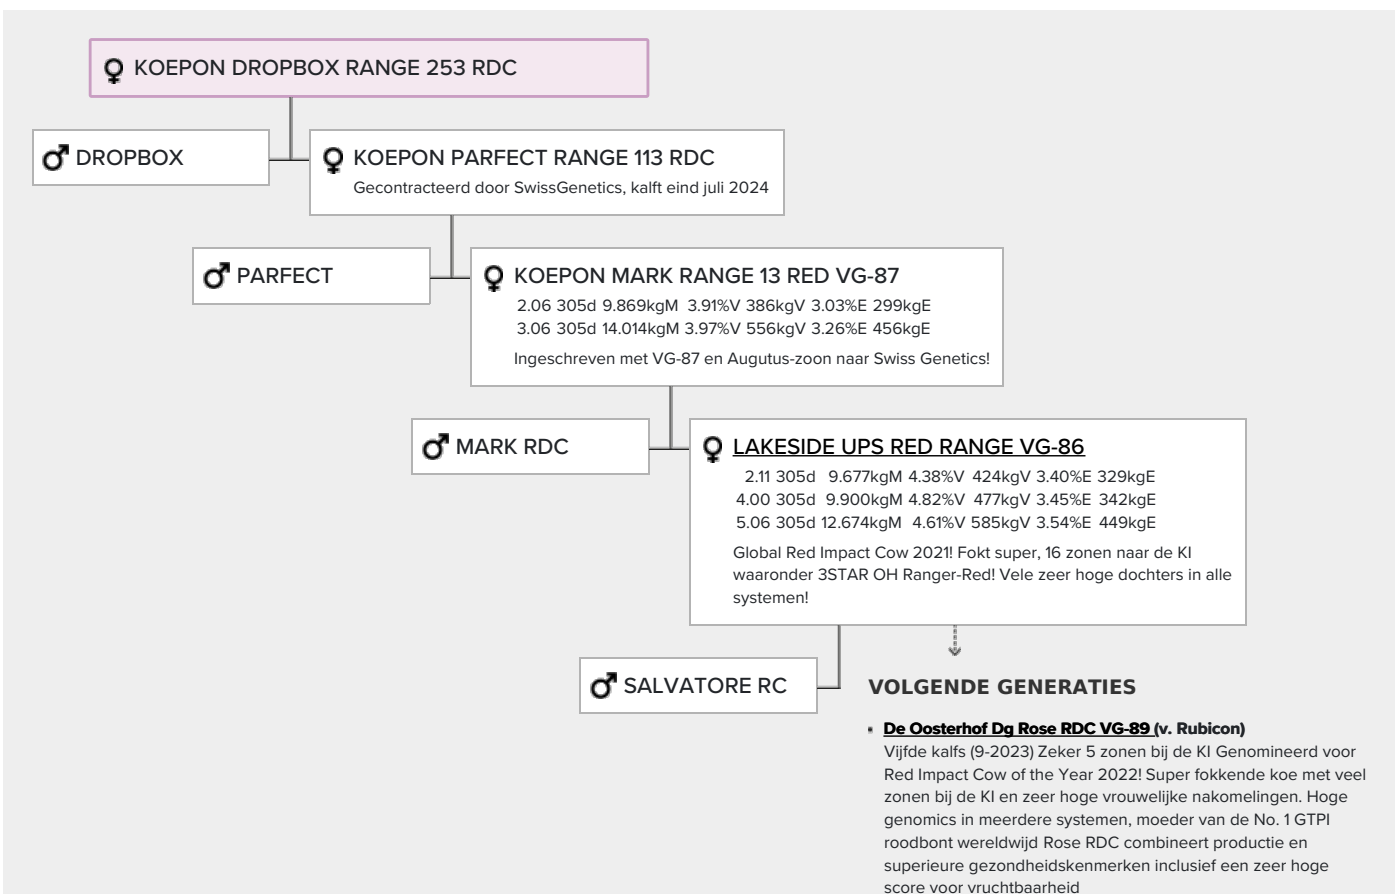 KOEPON DROPBOX RANGE 253 RDC
DROPBOX
KOEPON PARFECT RANGE 113 RDC
Gecontracteerd door SwissGenetics, kalft eind juli 2024
PARFECT
KOEPON MARK RANGE 13 RED VG-87
2.06 305d 9.869kgM 3.91%V 386kgV 3.03%E 299kgE
3.06 305d 14.014kgM 3.97%V 556kgV 3.26%E 456kgE
Ingeschreven met VG-87 en Augutus-zoon naar Swiss Genetics!
MARK RDC
LAKESIDE UPS RED RANGE VG-86
2.11 305d 9.677kgM 4.38%V 424kgV 3.40%E 329kgE
4.00 305d 9.900kgM 4.82%V 477kgV 3.45%E 342kgE
5.06 305d 12.674kgM 4.61%V 585kgV 3.54%E 449kgE
Global Red Impact Cow 2021! Fokt super, 16 zonen naar de KI
waaronder 3STAR OH Ranger-Red! Vele zeer hoge dochters in alle
systemen!
SALVATORE RC
VOLGENDE GENERATIES
▪ De Oosterhof Dg Rose RDC VG-89 (v. Rubicon)
Vijfde kalfs (9-2023) Zeker 5 zonen bij de KI Genomineerd voor
Red Impact Cow of the Year 2022! Super fokkende koe met veel
zonen bij de KI en zeer hoge vrouwelijke nakomelingen. Hoge
genomics in meerdere systemen, moeder van de No. 1 GTPI
roodbont wereldwijd Rose RDC combineert productie en
superieure gezondheidskenmerken inclusief een zeer hoge
score voor vruchtbaarheid